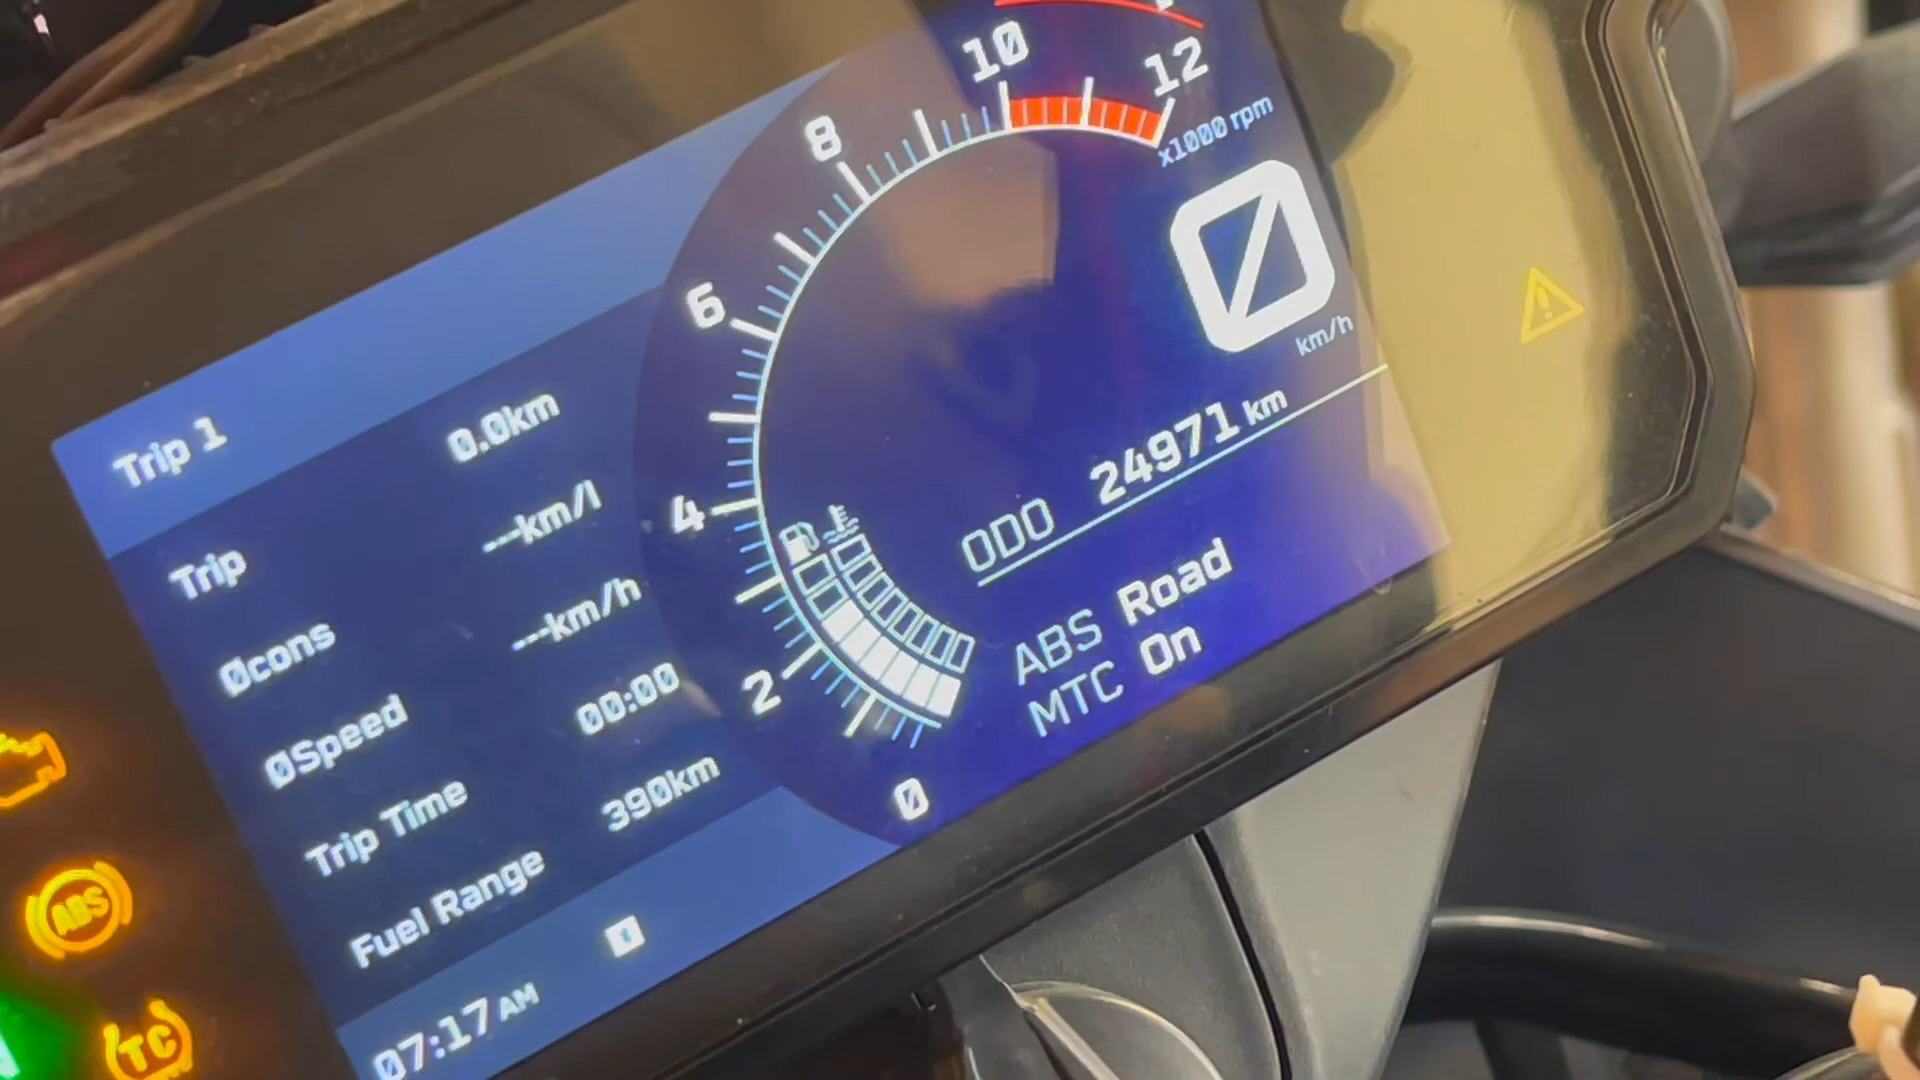 10
12
8
x1000 rpm
6
0
km/h
Trip 1
Trip 0.0km
Øcons ---km/l
ØSpeed ---km/h
Trip Time 00:00
Fuel Range 390km
4
ODO 24971 km
ABS Road
MTC On
2
0
07:17 AM
ABS
TC